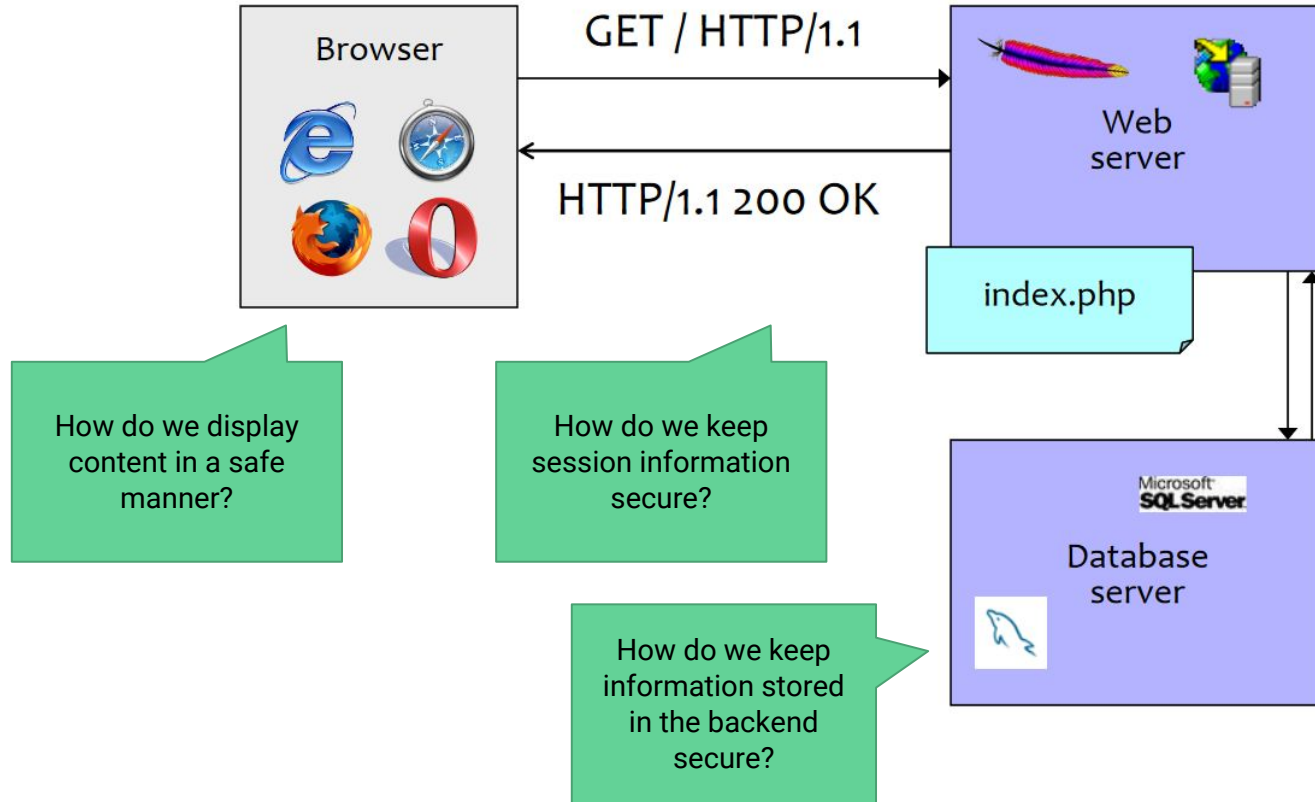 Browser
GET / HTTP/1.1
HTTP/1.1 200 OK
Web
server
index.php
How do we display
content in a safe
manner?
How do we keep
session information
secure?
Microsoft
SQL Server
Database
server
How do we keep
information stored
in the backend
secure?